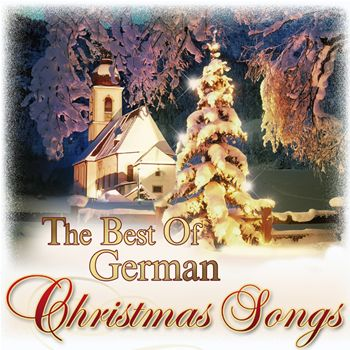 The Best Of
German
Christmas Songs